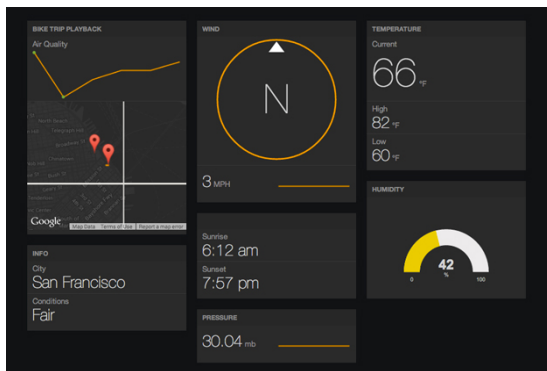 BIKE TRIP PLAYBACK
Air Quality
Google
Map Data
Terms of Use
Report a map error
INFO
City
San Francisco
Conditions
Fair
WIND
N
3 MPH
Sunrise
6:12 am
Sunset
7:57 pm
PRESSURE
30.04 mb
TEMPERATURE
Current
66 °F
High
82 °F
Low
60 °F
HUMIDITY
42
%
0
100